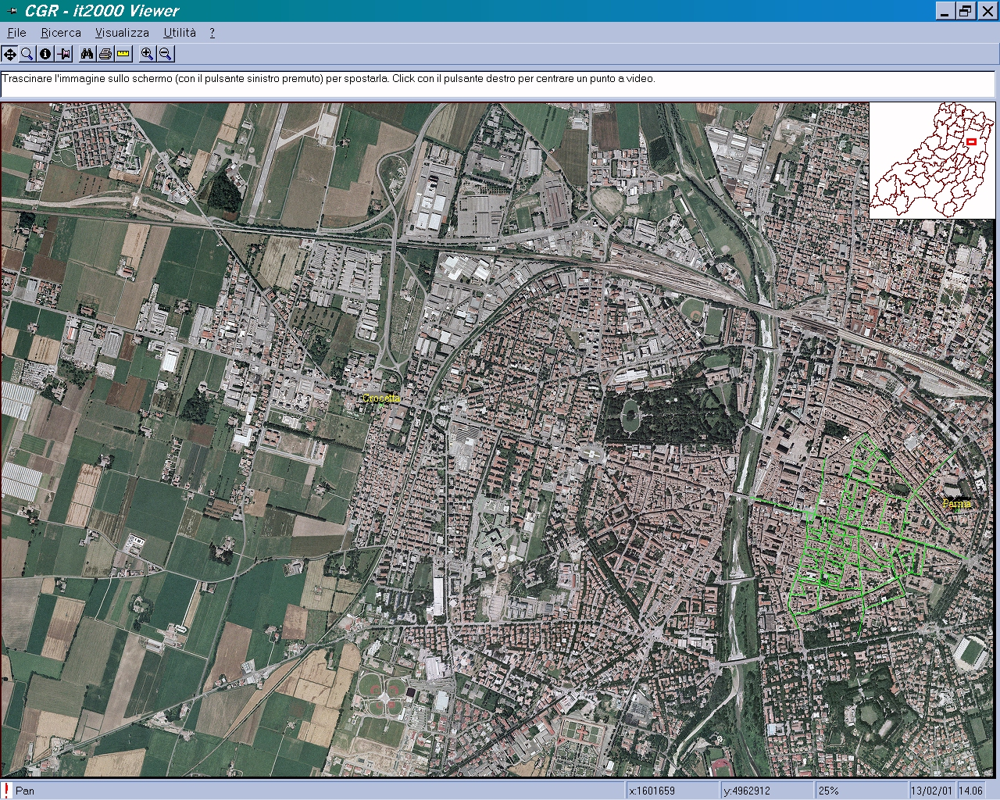 CGR - it2000 Viewer
File Ricerca Visualizza Utilità ?
Trascinare l'immagine sullo schermo (con il pulsante sinistro premuto) per spostarla. Click con il pulsante destro per centrare un punto a video.
Crocetta
Parma
Pan x:1601659 y:4962912 25% 13/02/01 14.06